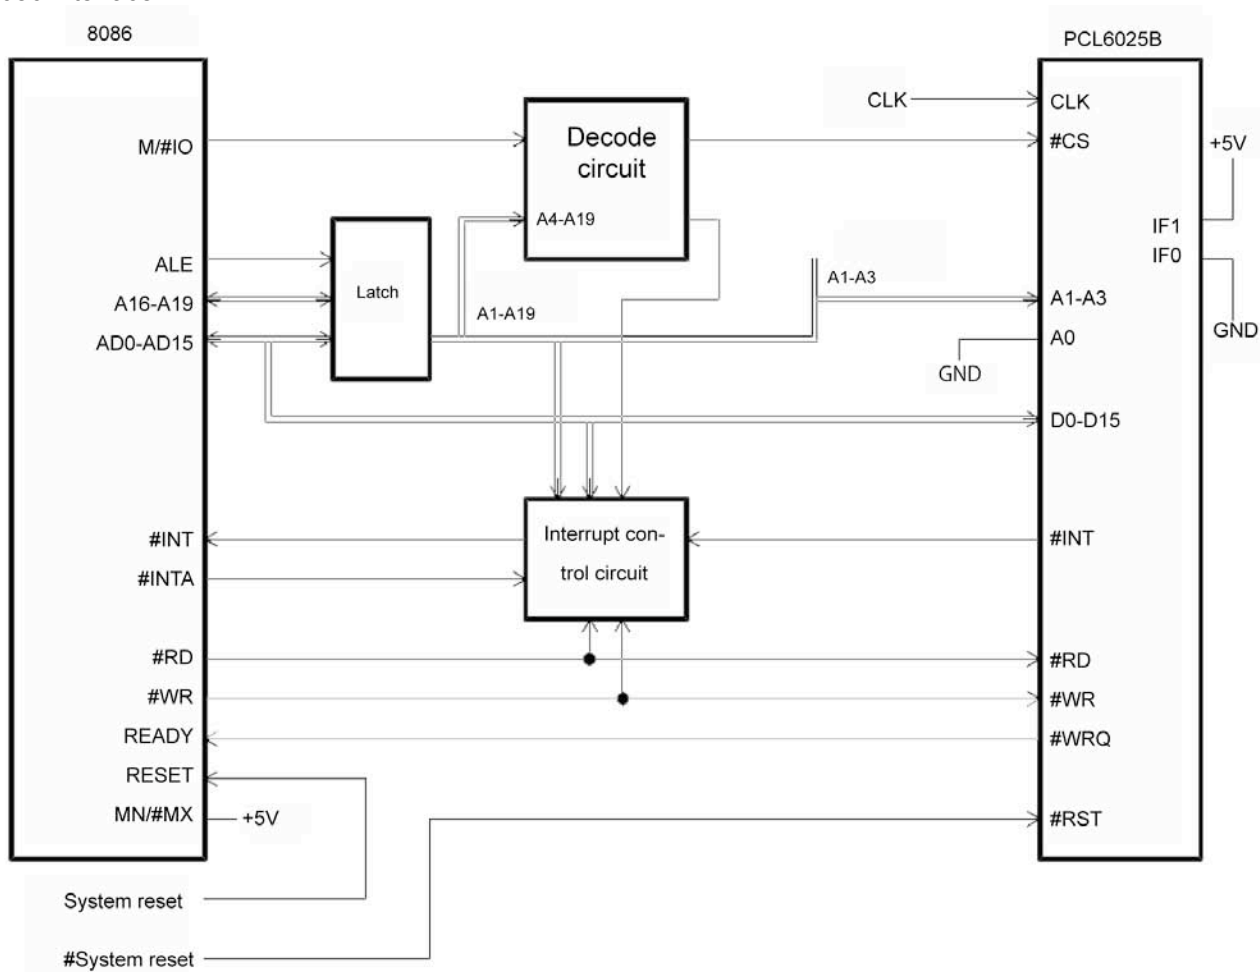 8086
PCL6025B
CLK
CLK
Decode
circuit
M/#IO
#CS
+5V
A4-A19
IF1
IF0
ALE
Latch
A1-A3
A16-A19
A1-A19
A1-A3
GND
AD0-AD15
A0
GND
D0-D15
#INT
Interrupt con-
trol circuit
#INT
#INTA
#RD
#RD
#WR
#WR
READY
#WRQ
RESET
MN/#MX
+5V
#RST
System reset
#System reset